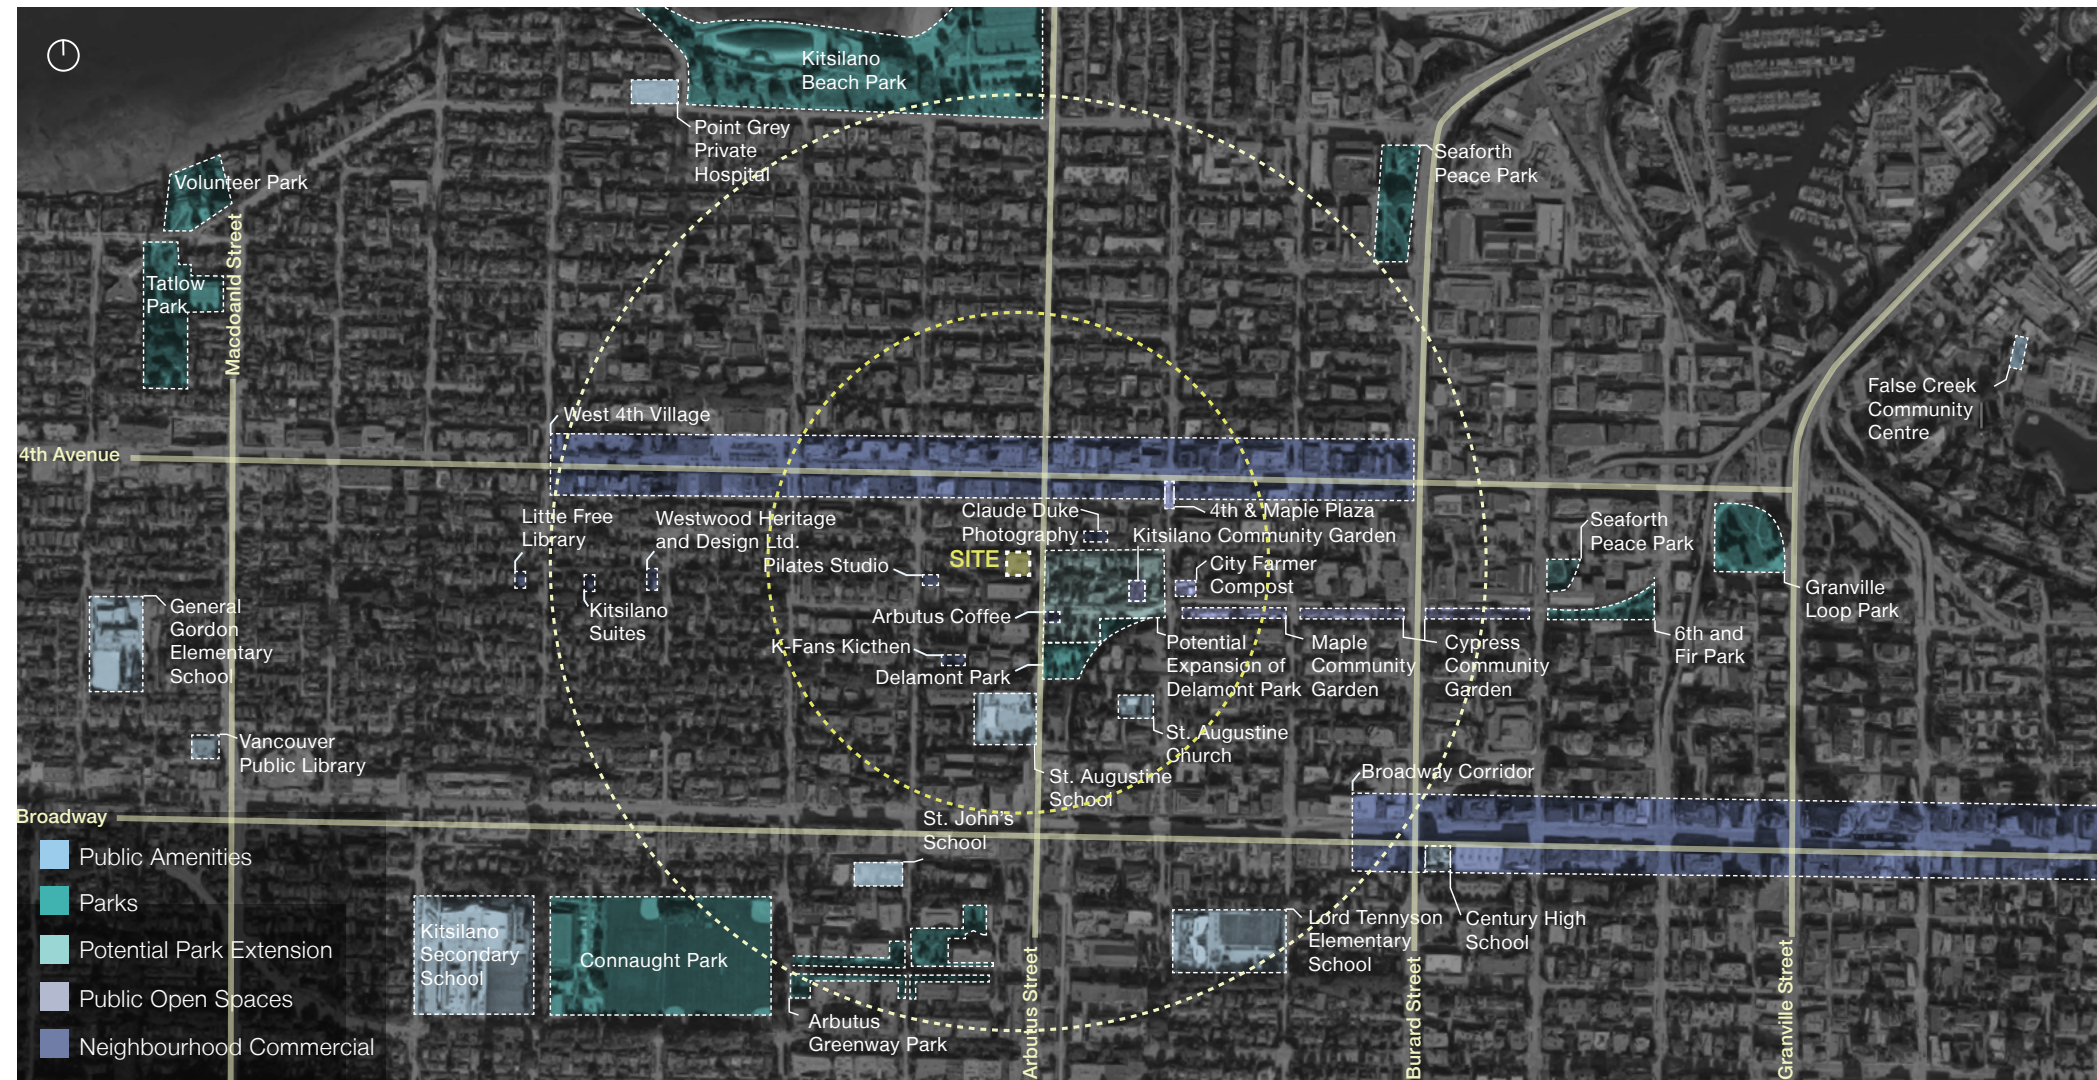 Kitsilano
Beach Park
Point Grey
Private
Hospital
Seaforth
Peace Park
Volunteer Park
Macdoanld Street
Tatlow
Park
False Creek
Community
Centre
West 4th Village
4th Avenue
Little Free
Library
Westwood Heritage
and Design Ltd.
Claude Duke
Photography
4th & Maple Plaza
Kitsilano Community Garden
Seaforth
Peace Park
SITE
Pilates Studio
City Farmer
Compost
Granville
Loop Park
General
Gordon
Elementary
School
Kitsilano
Suites
Arbutus Coffee
K-Fans Kicthen
Delamont Park
Potential
Expansion of
Delamont Park
Maple
Community
Garden
Cypress
Community
Garden
6th and
Fir Park
Vancouver
Public Library
St. Augustine
Church
St. Augustine
School
Broadway Corridor
Broadway
St. John's
School
Public Amenities
Parks
Potential Park Extension
Public Open Spaces
Neighbourhood Commercial
Kitsilano
Secondary
School
Connaught Park
Arbutus
Greenway Park
Arbutus Street
Lord Tennyson
Elementary
School
Century High
School
Burard Street
Granville Street